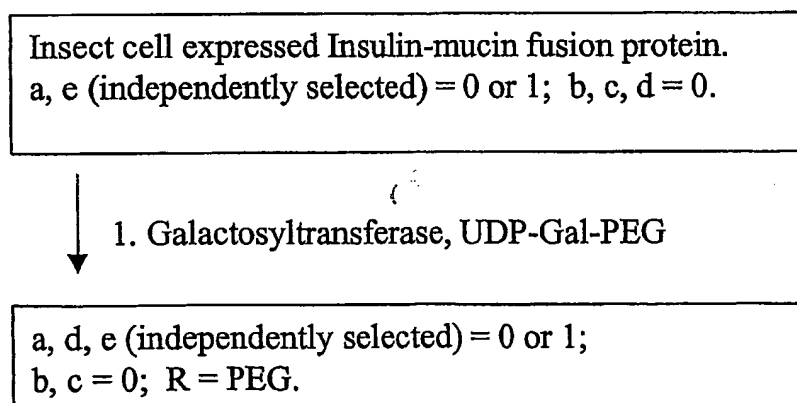 Insect cell expressed Insulin-mucin fusion protein.
a, e (independently selected) = 0 or 1; b, c, d = 0.
1. Galactosyltransferase, UDP-Gal-PEG
a, d, e (independently selected) = 0 or 1;
b, c = 0; R = PEG.